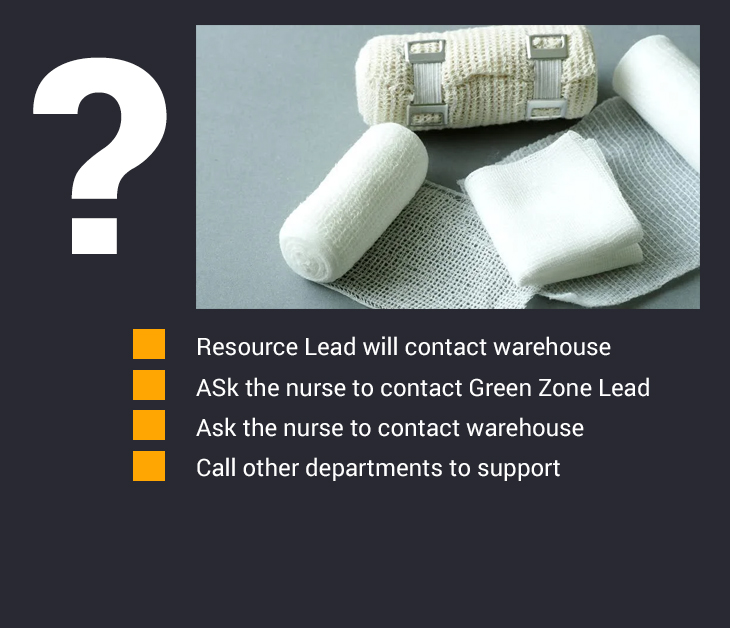 ?
Resource Lead will contact warehouse
ASk the nurse to contact Green Zone Lead
Ask the nurse to contact warehouse
Call other departments to support